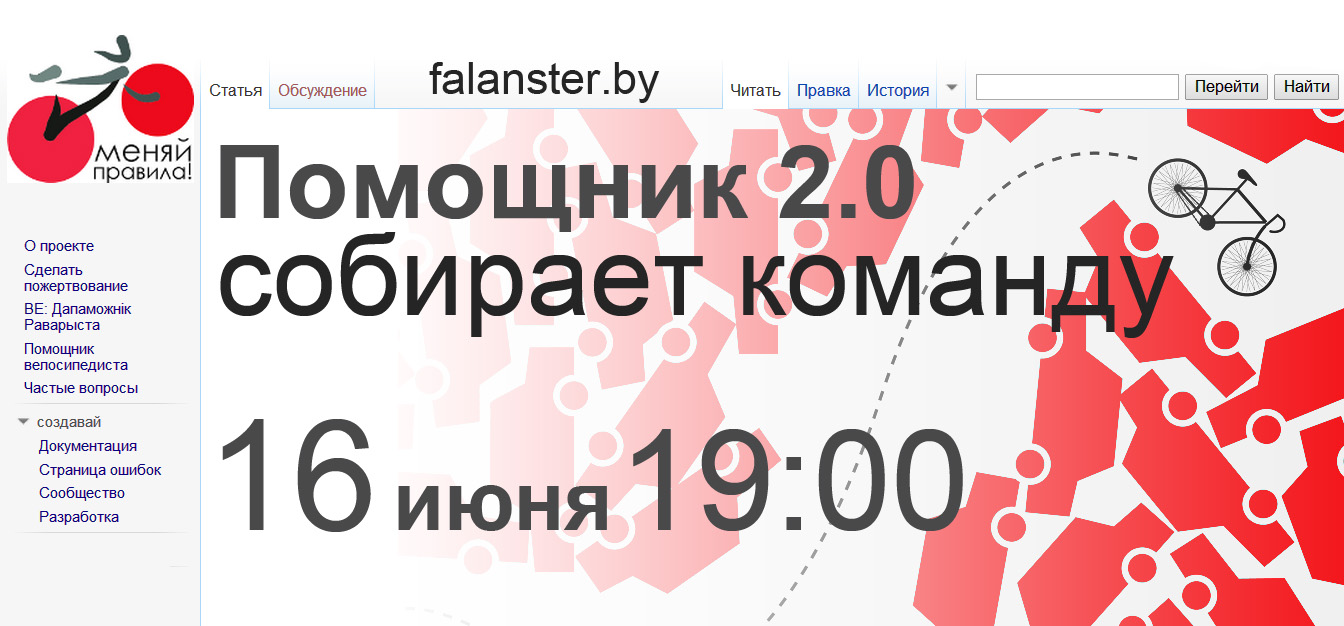 меняй
правила!
Статья
Обсуждение
falanster.by
Читать
Правка
История
Перейти
Найти
О проекте
Сделать
пожертвование
BE: Дапаможнік
Раварыста
Помощник
велосипедиста
Частые вопросы
создавай
Документация
Страница ошибок
Сообщество
Разработка
Помощник 2.0
собирает команду
16 июня 19:00